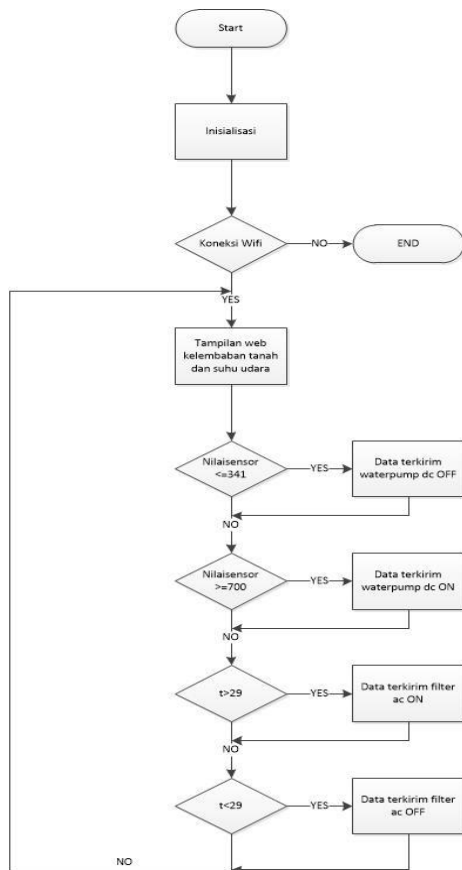 Start
Inisialisasi
Koneksi Wifi
NO
END
YES
Tampilan web
kelembaban tanah
dan suhu udara
Nilaisensor
<=341
YES
Data terkirim
waterpump dc OFF
NO
Nilaisensor
>=700
YES
Data terkirim
waterpump dc ON
NO
t>29
YES
Data terkirim filter
ac ON
NO
t<29
YES
Data terkirim filter
ac OFF
NO